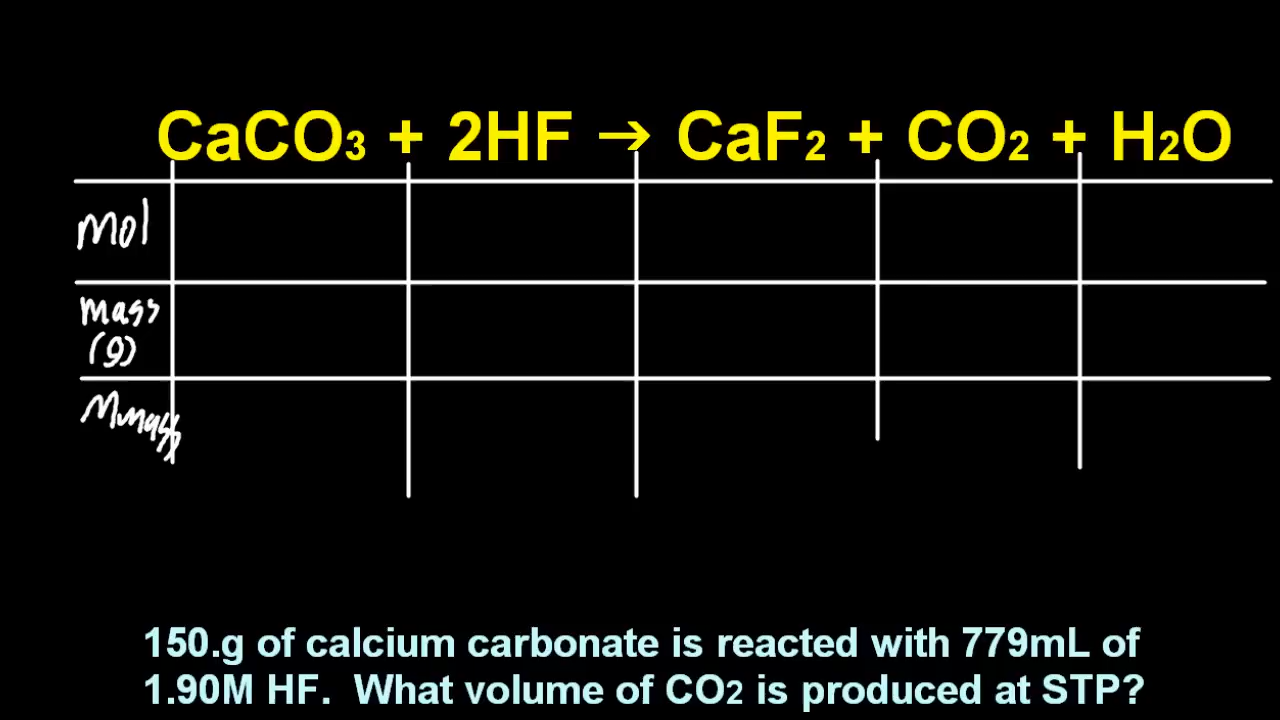 CaCO₃ + 2HF → CaF₂ + CO₂ + H₂O
mol
mass
(g)
Mmass
150.g of calcium carbonate is reacted with 779mL of
1.90M HF. What volume of CO₂ is produced at STP?